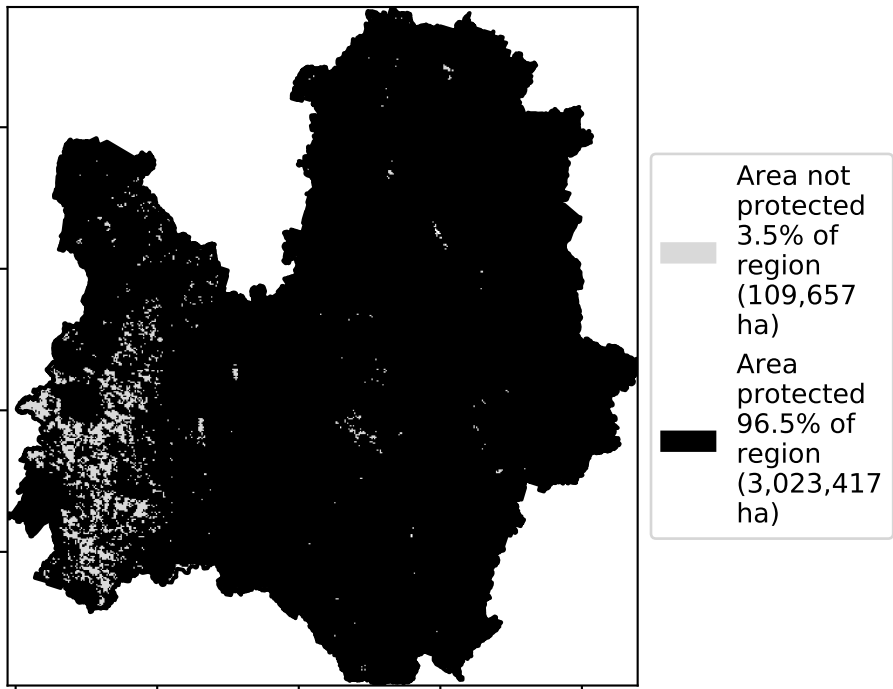 Area not
protected
3.5% of
region
(109,657
ha)
Area
protected
96.5% of
region
(3,023,417
ha)